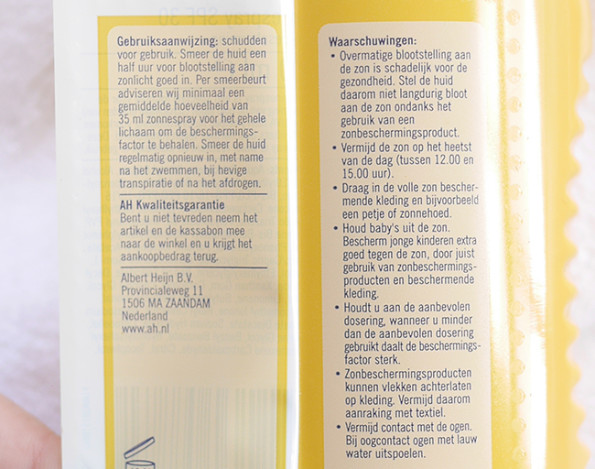 Gebruiksaanwijzing: schudden
voor gebruik. Smeer de huid een
half uur voor blootstelling aan
zonlicht goed in. Per smeerbeurt
adviseren wij minimaal een
gemiddelde hoeveelheid van
35 ml zonnespray voor het gehele
lichaam om de beschermings-
factor te behalen. Smeer de huid
regelmatig opnieuw in, met name
na het zwemmen, bij hevige
transpiratie of na het afdrogen.
AH Kwaliteitsgarantie
Bent u niet tevreden neem het
artikel en de kassabon mee
naar de winkel en u krijgt het
aankoopbedrag terug.
Albert Heijn B.V.
Provincialeweg 11
1506 MA ZAANDAM
Nederland
www.ah.nl
Waarschuwingen:
• Overmatige blootstelling aan
de zon is schadelijk voor de
gezondheid. Stel de huid
daarom niet langdurig bloot
aan de zon ondanks het
gebruik van een
zonbeschermingsproduct.
• Vermijd de zon op het heetst
van de dag (tussen 12.00 en
15.00 uur).
• Draag in de volle zon bescher-
mende kleding en bijvoorbeeld
een petje of zonnehoed.
• Houd baby's uit de zon.
Bescherm jonge kinderen extra
goed tegen de zon, door juist
gebruik van zonbeschermings-
producten en beschermende
kleding.
• Houdt u aan de aanbevolen
dosering, wanneer u minder
dan de aanbevolen dosering
gebruikt daalt de beschermings-
factor sterk.
• Zonbeschermingsproducten
kunnen vlekken achterlaten
op kleding. Vermijd daarom
aanraking met textiel.
• Vermijd contact met de ogen.
Bij oogcontact ogen met lauw
water uitspoelen.